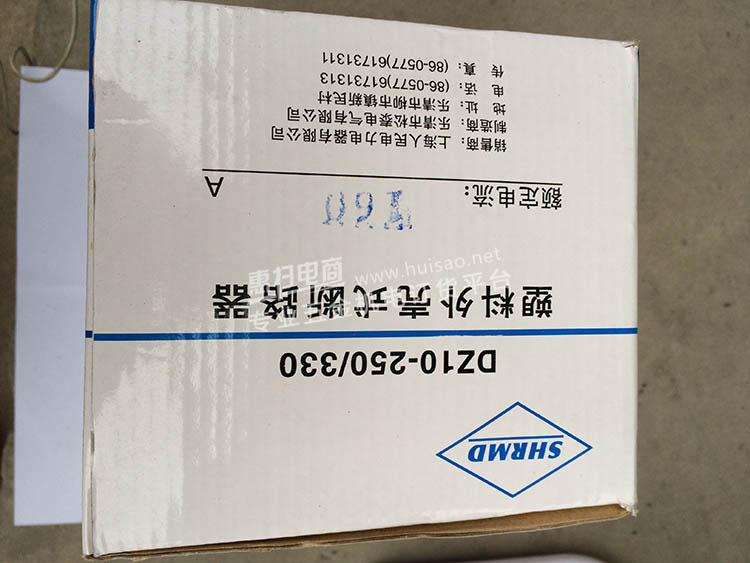 SHRMD
DZ10-250/330
塑料外壳式断路器
额定电流: 160 A
销售商: 上海人民电力电器有限公司
制造商: 乐清市松泰电气有限公司
地 址: 乐清市柳市镇新民村
电 话: (86-0577)61731313
传 真: (86-0577)61731311
惠扫电商 www.huisao.net